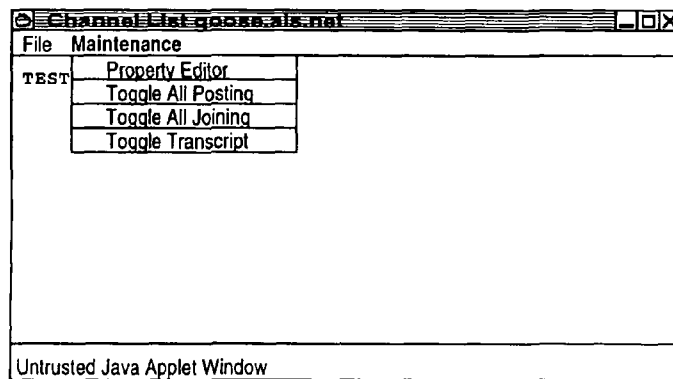 Channel List goose.als.net
File Maintenance
TEST
Property Editor
Toggle All Posting
Toggle All Joining
Toggle Transcript
Untrusted Java Applet Window